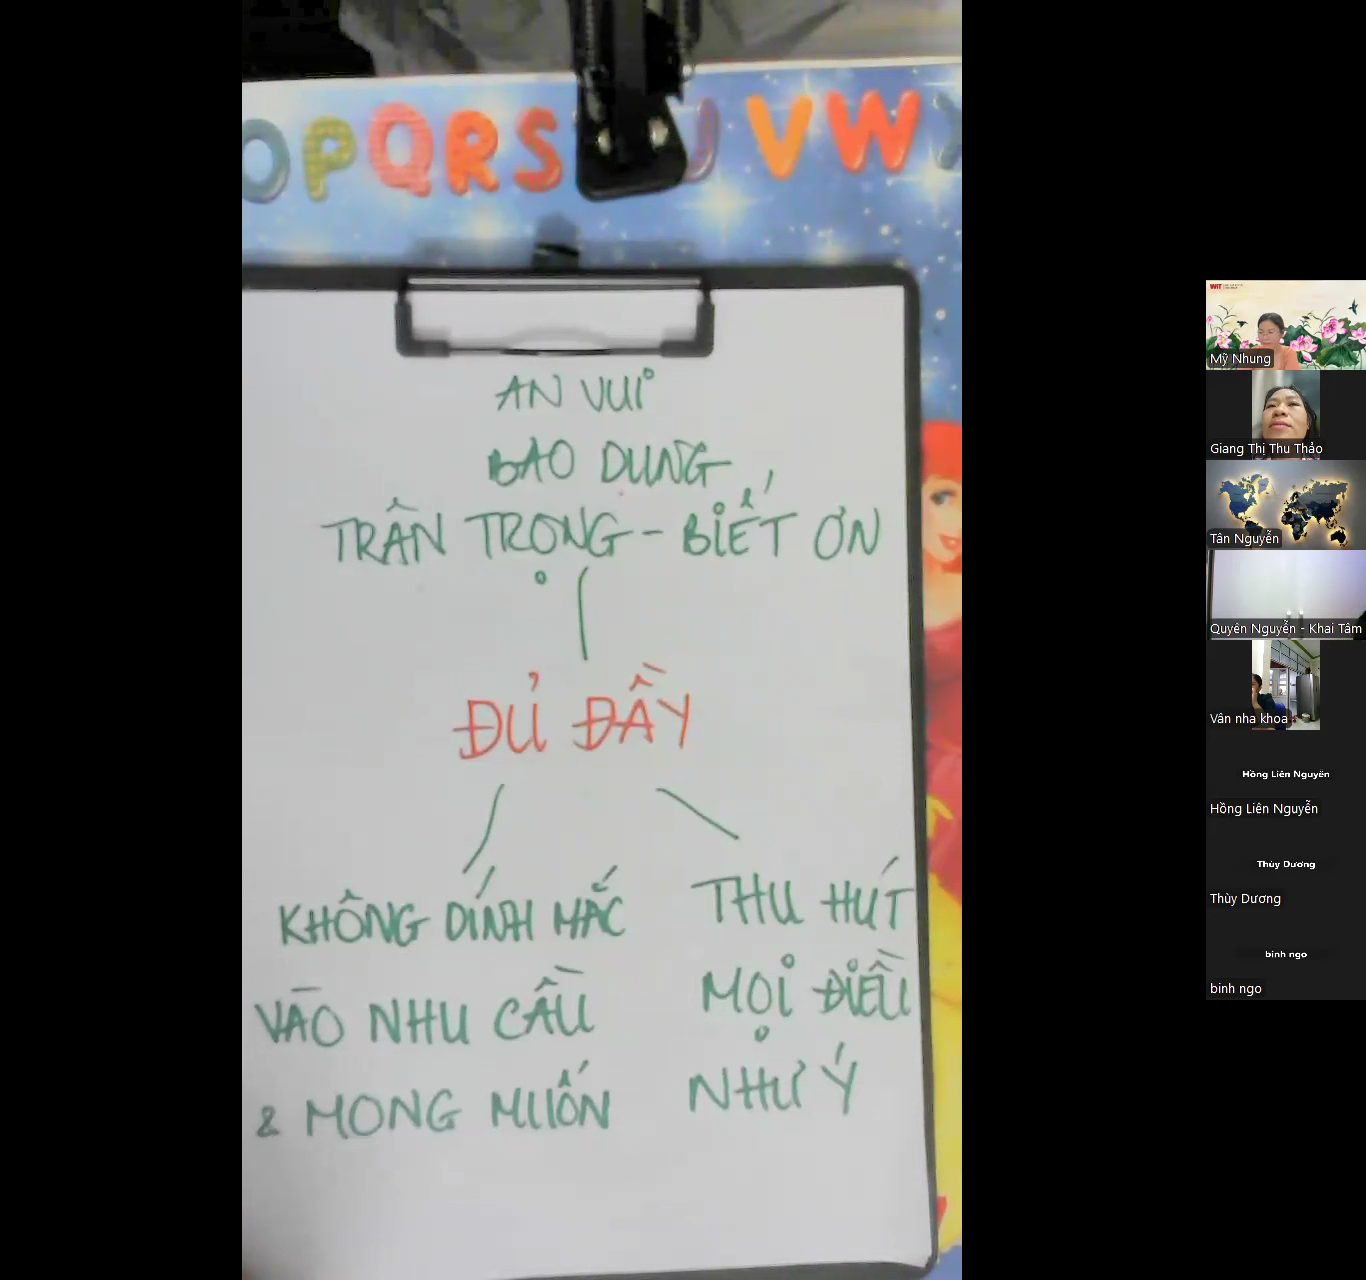 O P Q R S U V W X
AN VUI
BAO DUNG
TRÂN TRỌNG - BIẾT ƠN
ĐỦ ĐẦY
KHÔNG DÍNH MẮC
VÀO NHU CẦU
& MONG MUỐN
THU HÚT
MỌI ĐIỀU
NHƯ Ý
WIT
Mỹ Nhung
Giang Thị Thu Thảo
Tân Nguyễn
Quyên Nguyễn - Khai Tâm
Vân nha khoa
Hồng Liên Nguyễn
Hồng Liên Nguyễn
Thùy Dương
Thùy Dương
binh ngo
binh ngo